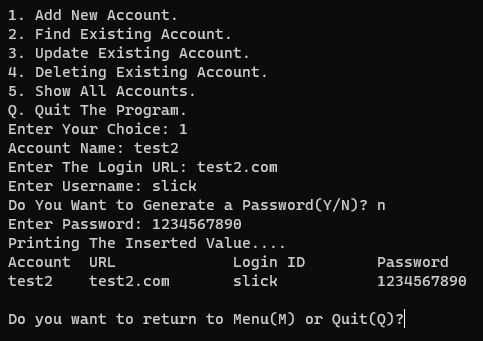 1. Add New Account.
2. Find Existing Account.
3. Update Existing Account.
4. Deleting Existing Account.
5. Show All Accounts.
Q. Quit The Program.
Enter Your Choice: 1
Account Name: test2
Enter The Login URL: test2.com
Enter Username: slick
Do You Want to Generate a Password(Y/N)? n
Enter Password: 1234567890
Printing The Inserted Value....
Account URL Login ID Password
test2 test2.com slick 1234567890
Do you want to return to Menu(M) or Quit(Q)?